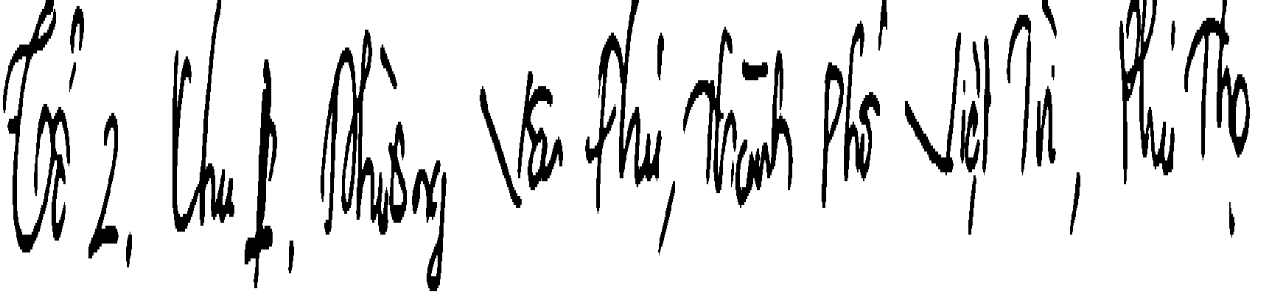 Tổ 2, Khu 1, Phường Vân Phú, thành phố Việt Trì, Phú Thọ